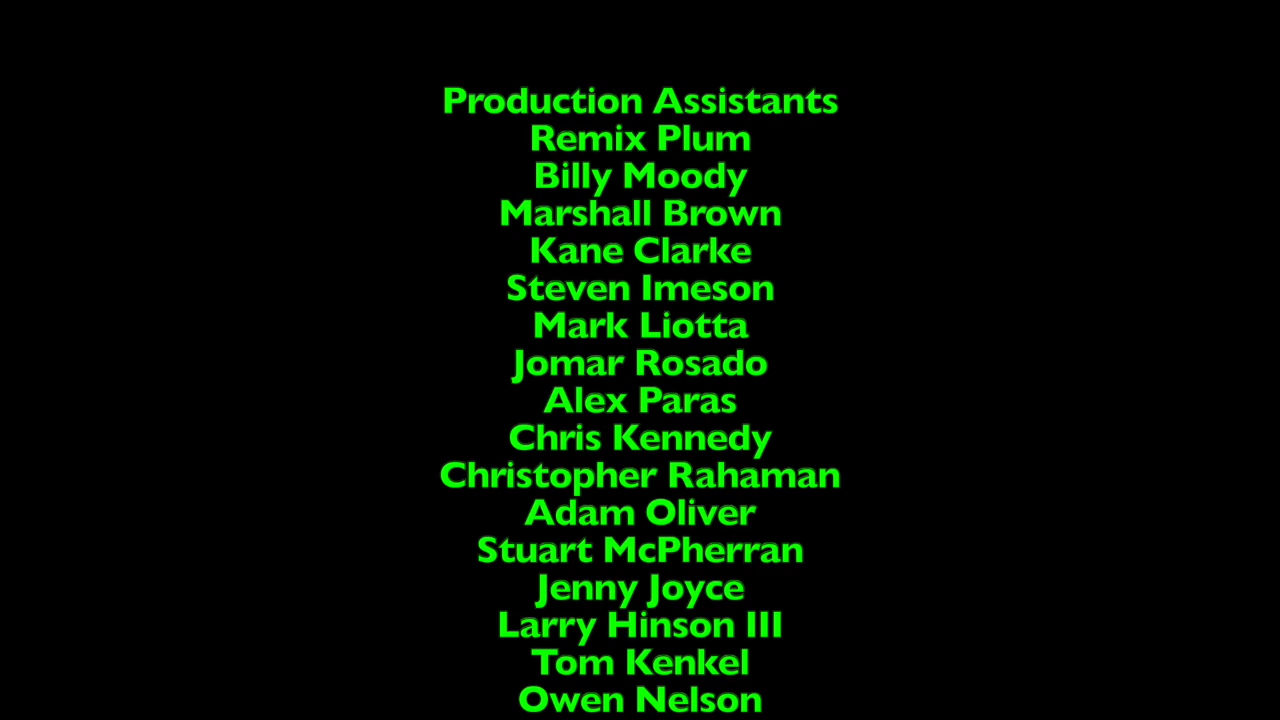 Production Assistants
Remix Plum
Billy Moody
Marshall Brown
Kane Clarke
Steven Imeson
Mark Liotta
Jomar Rosado
Alex Paras
Chris Kennedy
Christopher Rahaman
Adam Oliver
Stuart McPherran
Jenny Joyce
Larry Hinson III
Tom Kenkel
Owen Nelson